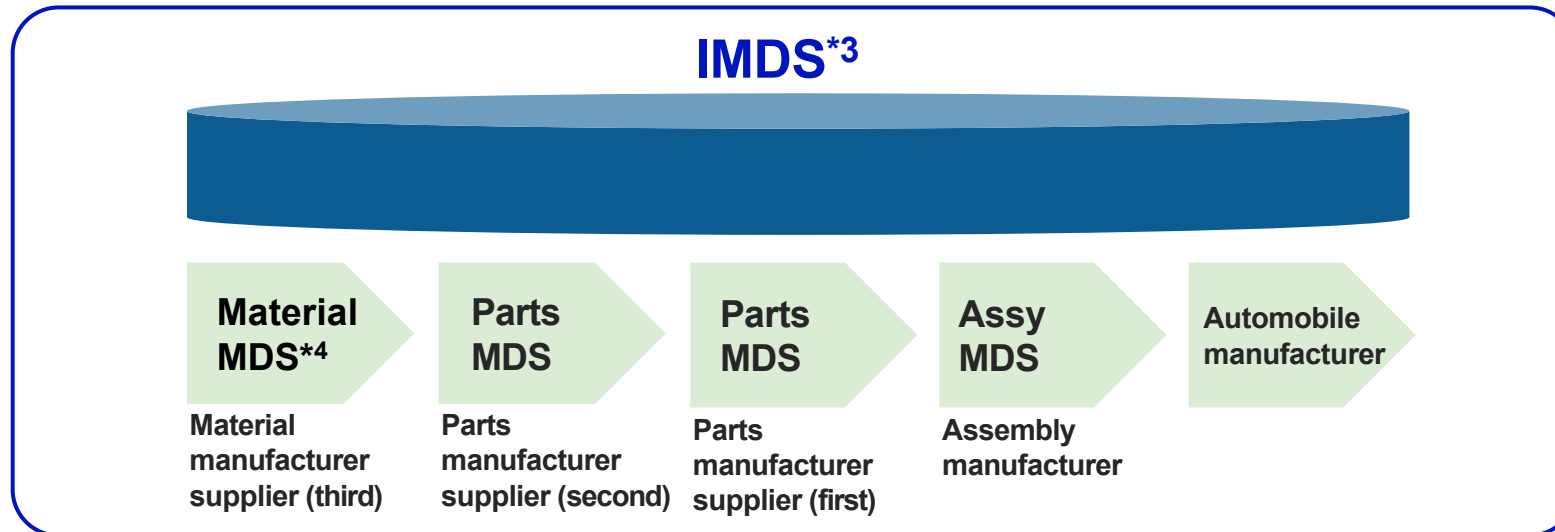 IMDS*3
Material
MDS*4
Parts
MDS
Parts
MDS
Assy
MDS
Automobile
manufacturer
Material
manufacturer
supplier (third)
Parts
manufacturer
supplier (second)
Parts
manufacturer
supplier (first)
Assembly
manufacturer